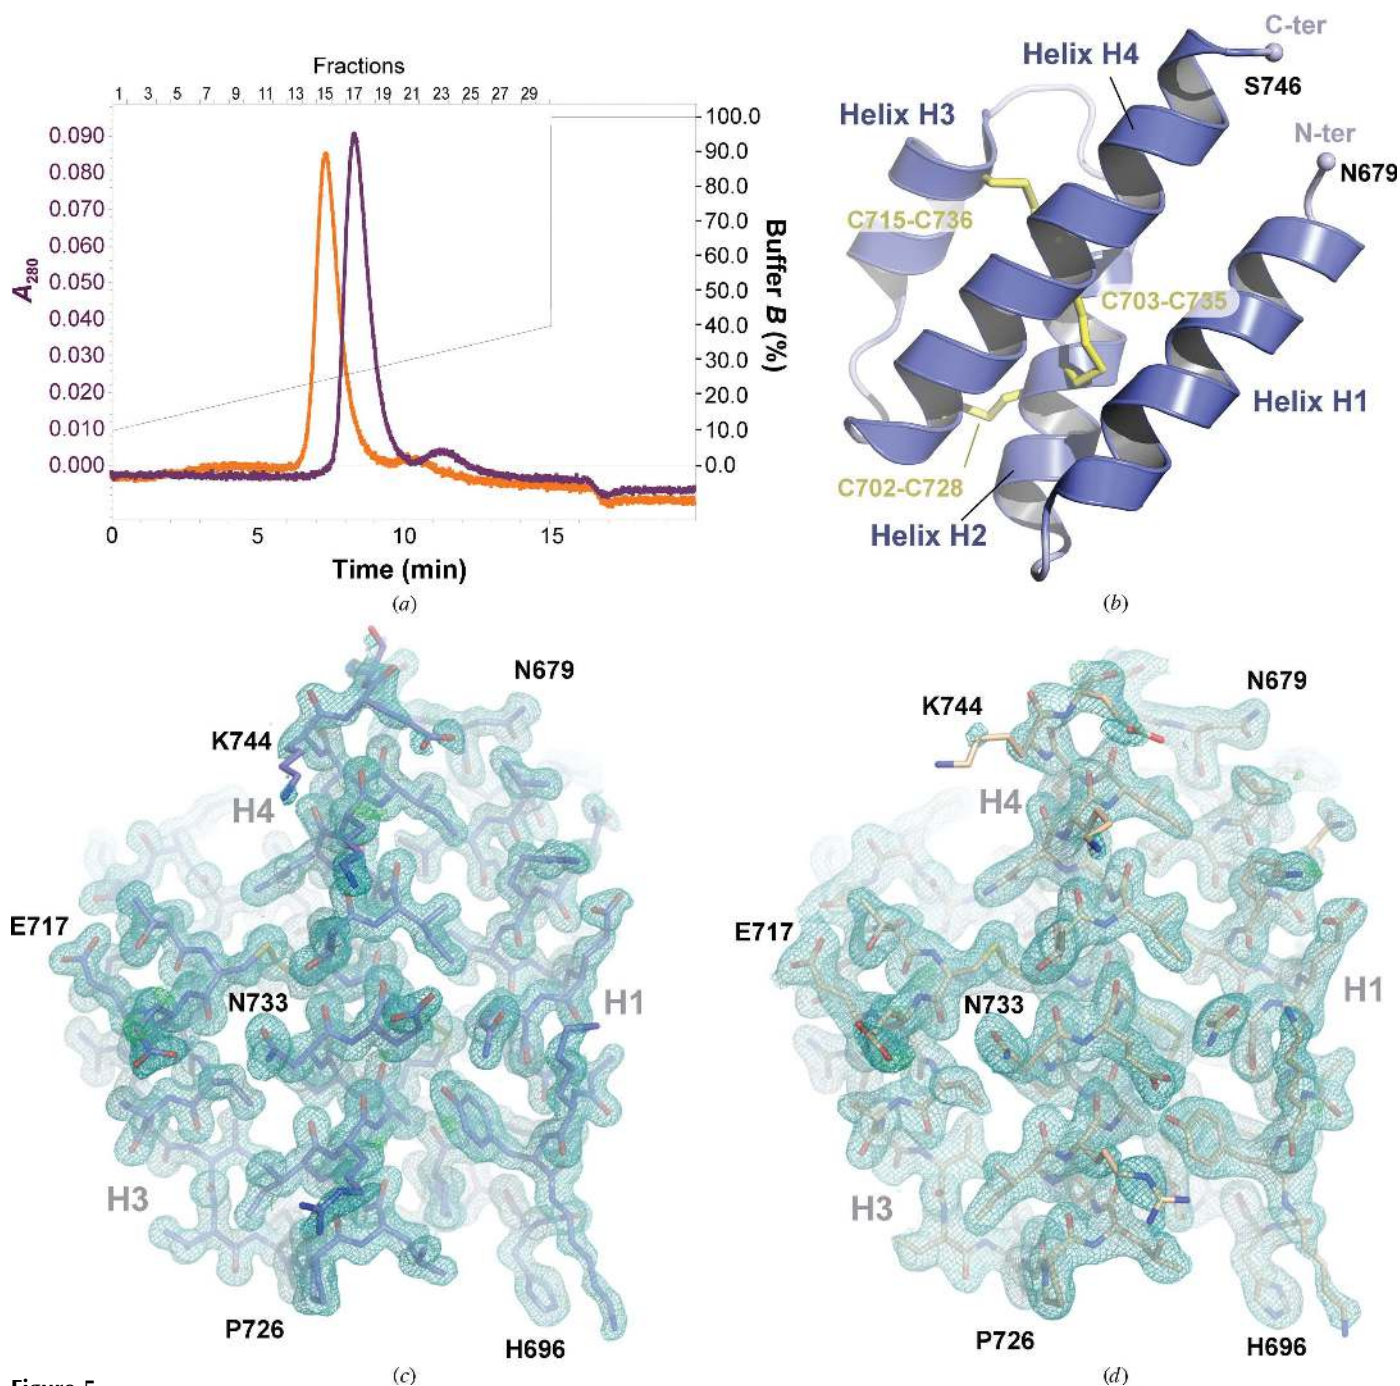 Fractions
1 3 5 7 9 11 13 15 17 19 21 23 25 27 29
0.090
0.080
0.070
0.060
0.050
0.040
0.030
0.020
0.010
0.000
A280
100.0
90.0
80.0
70.0
60.0
50.0
40.0
30.0
20.0
10.0
0.0
Buffer B (%)
0 5 10 15
Time (min)
(a)
C-ter
Helix H4
S746
Helix H3
N-ter
N679
C715-C736
C703-C735
Helix H1
C702-C728
Helix H2
(b)
N679
K744
H4
E717
N733
H1
H3
P726
H696
(c)
N679
K744
H4
E717
N733
H1
H3
P726
H696
(d)